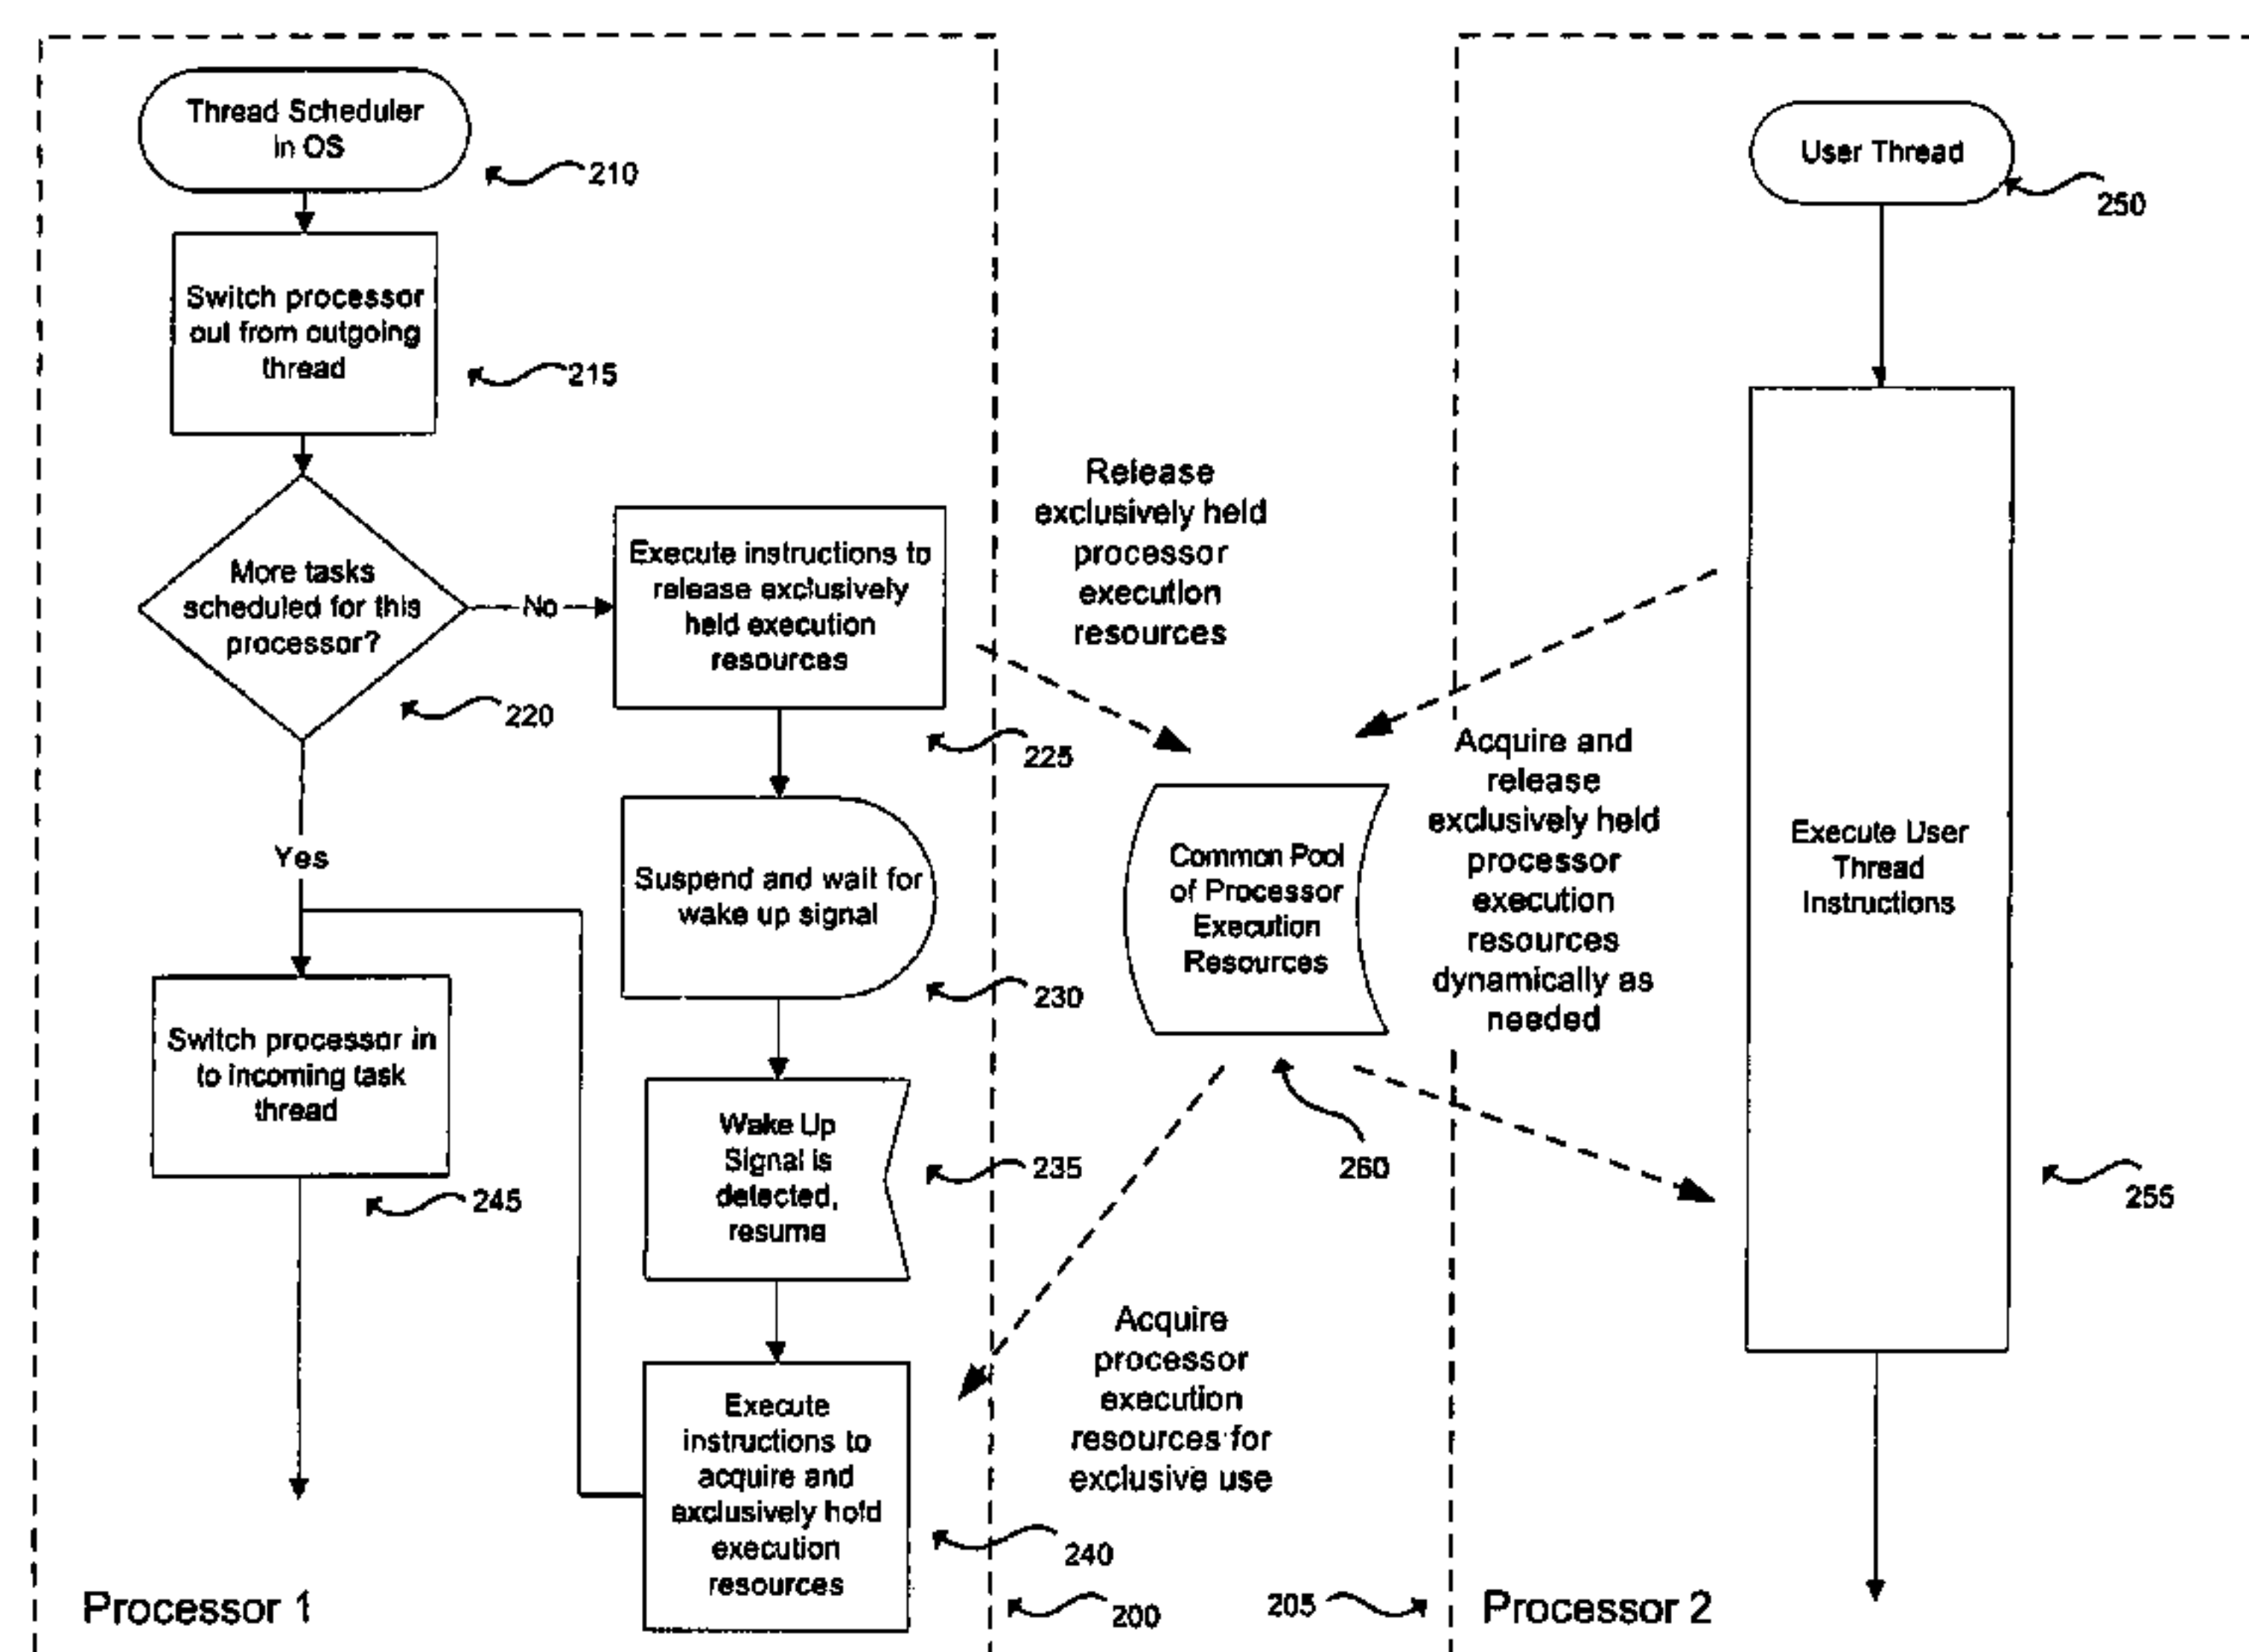 Thread Scheduler
in OS
210
Switch processor
out from outgoing
thread
215
More tasks
scheduled for this
processor?
220
No
Yes
Execute instructions to
release exclusively
held execution
resources
225
Suspend and wait for
wake up signal
230
Wake Up
Signal is
detected,
resume
235
Execute
instructions to
acquire and
exclusively hold
execution
resources
240
Switch processor in
to incoming task
thread
245
Processor 1
200
Release
exclusively held
processor
execution
resources
Common Pool
of Processor
Execution
Resources
260
Acquire
processor
execution
resources for
exclusive use
Acquire and
release
exclusively held
processor
execution
resources
dynamically as
needed
User Thread
250
Execute User
Thread
Instructions
255
205
Processor 2